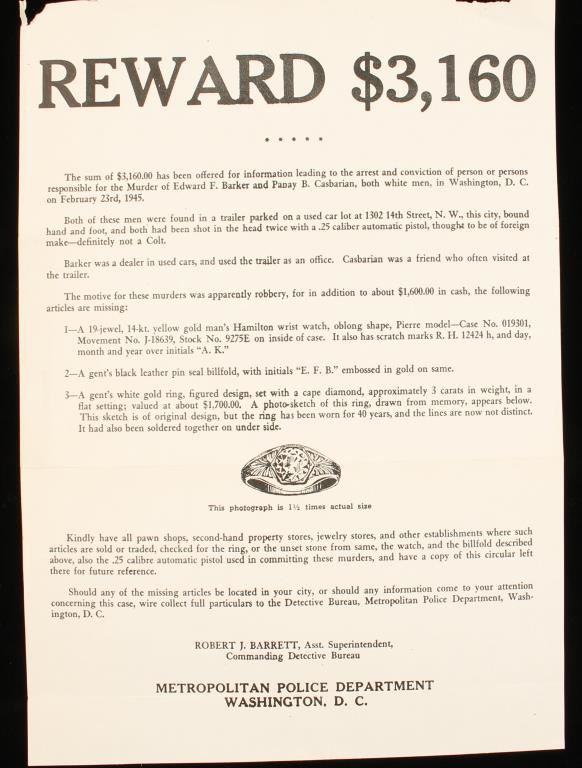 REWARD $3,160
* * * * *
The sum of $3,160.00 has been offered for information leading to the arrest and conviction of person or persons
responsible for the Murder of Edward F. Barker and Panay B. Casbarian, both white men, in Washington, D. C.
on February 23rd, 1945.
Both of these men were found in a trailer parked on a used car lot at 1302 14th Street, N. W., this city, bound
hand and foot, and both had been shot in the head twice with a .25 caliber automatic pistol, thought to be of foreign
make—definitely not a Colt.
Barker was a dealer in used cars, and used the trailer as an office. Casbarian was a friend who often visited at
the trailer.
The motive for these murders was apparently robbery, for in addition to about $1,600.00 in cash, the following
articles are missing:
1—A 19-jewel, 14-kt. yellow gold man's Hamilton wrist watch, oblong shape, Pierre model—Case No. 019301,
Movement No. J-18639, Stock No. 9275E on inside of case. It also has scratch marks R. H. 12424 h, and day,
month and year over initials "A. K."
2—A gent's black leather pin seal billfold, with initials "E. F. B." embossed in gold on same.
3—A gent's white gold ring, figured design, set with a cape diamond, approximately 3 carats in weight, in a
flat setting; valued at about $1,700.00. A photo-sketch of this ring, drawn from memory, appears below.
This sketch is of original design, but the ring has been worn for 40 years, and the lines are now not distinct.
It had also been soldered together on under side.
This photograph is 1½ times actual size
Kindly have all pawn shops, second-hand property stores, jewelry stores, and other establishments where such
articles are sold or traded, checked for the ring, or the unset stone from same, the watch, and the billfold described
above, also the .25 calibre automatic pistol used in committing these murders, and have a copy of this circular left
there for future reference.
Should any of the missing articles be located in your city, or should any information come to your attention
concerning this case, wire collect full particulars to the Detective Bureau, Metropolitan Police Department, Wash-
ington, D. C.
ROBERT J. BARRETT, Asst. Superintendent,
Commanding Detective Bureau
METROPOLITAN POLICE DEPARTMENT
WASHINGTON, D. C.